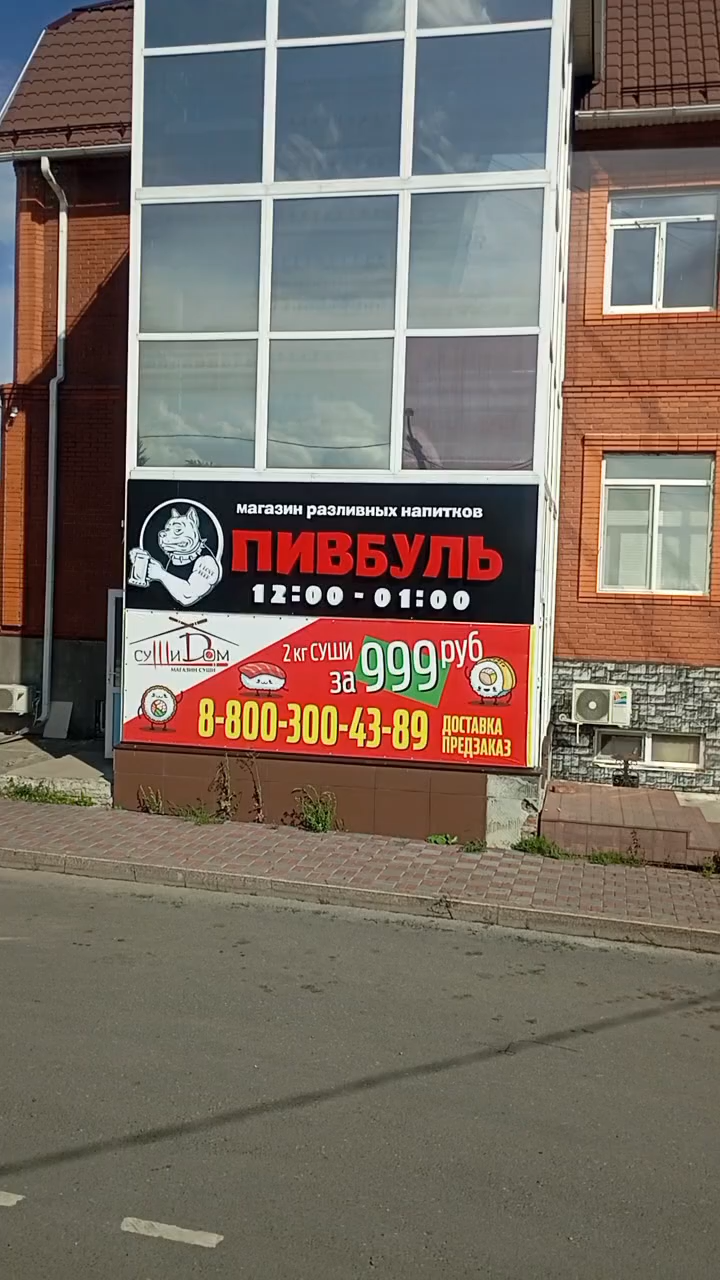 магазин разливных напитков
ПИВБУЛЬ
12:00 - 01:00
суШиДом
МАГАЗИН СУШИ
2 кг СУШИ
за 999 руб
8-800-300-43-89
ДОСТАВКА
ПРЕДЗАКАЗ